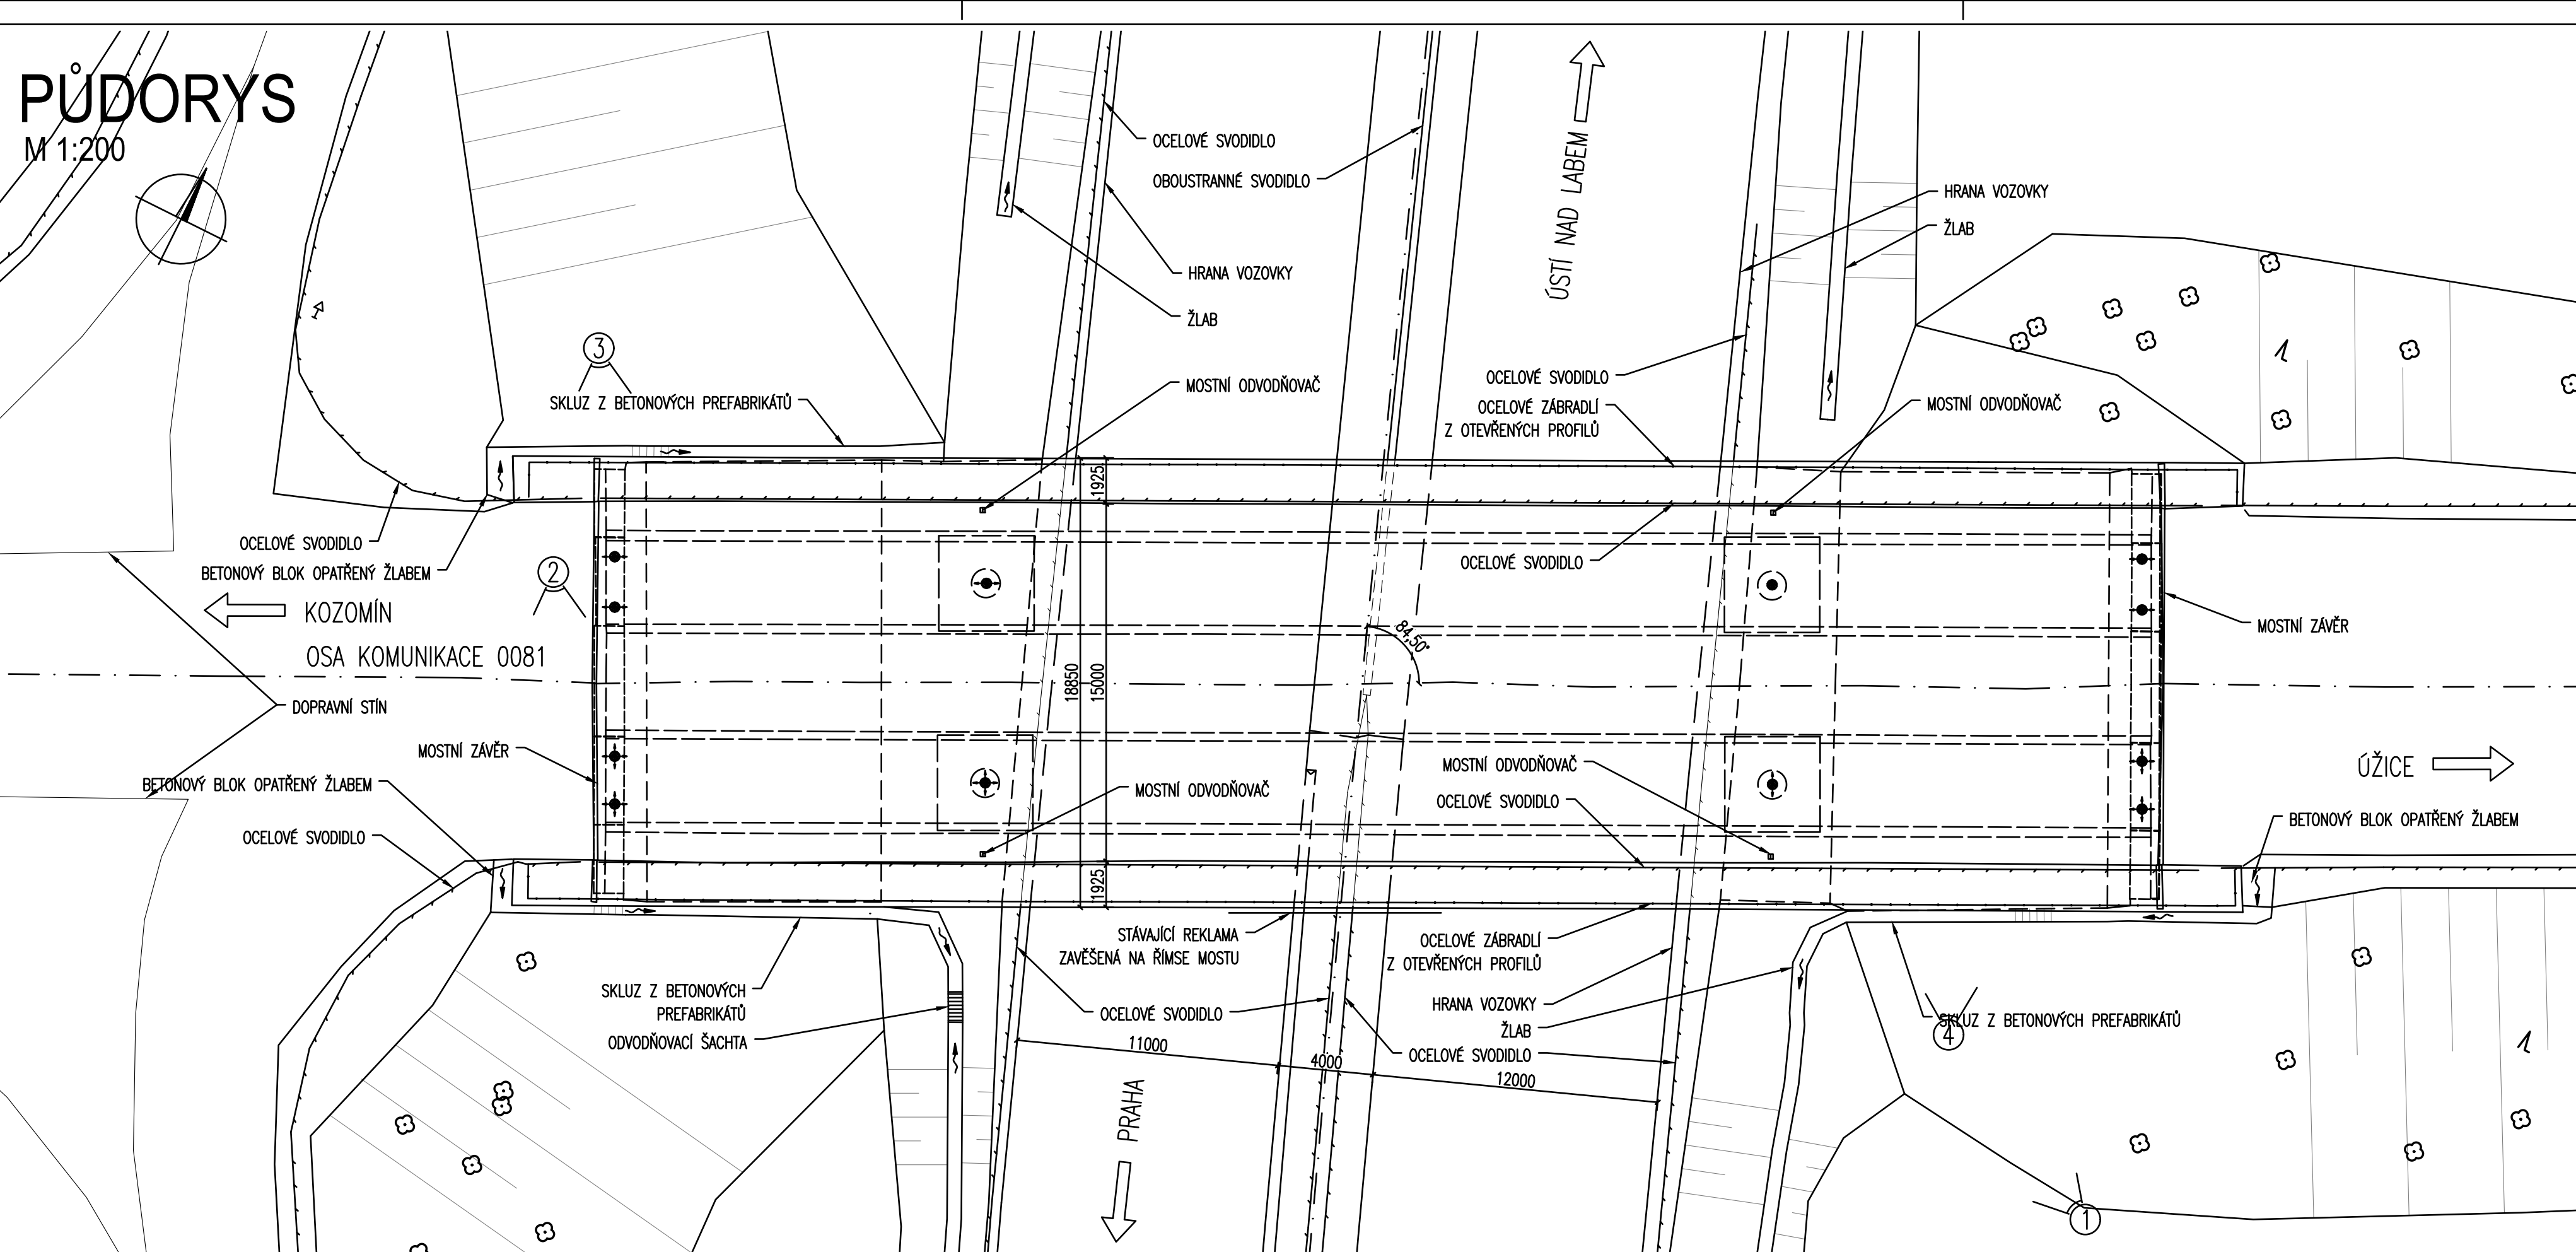 PŮDORYS
M 1:200
OCELOVÉ SVODIDLO
OBOUSTRANNÉ SVODIDLO
HRANA VOZOVKY
ŽLAB
ÚSTÍ NAD LABEM
HRANA VOZOVKY
ŽLAB
3
SKLUZ Z BETONOVÝCH PREFABRIKÁTŮ
MOSTNÍ ODVODŇOVAČ
OCELOVÉ SVODIDLO
OCELOVÉ ZÁBRADLÍ
Z OTEVŘENÝCH PROFILŮ
MOSTNÍ ODVODŇOVAČ
1925
OCELOVÉ SVODIDLO
BETONOVÝ BLOK OPATŘENÝ ŽLABEM
2
OCELOVÉ SVODIDLO
KOZOMÍN
OSA KOMUNIKACE 0081
DOPRAVNÍ STÍN
18850
15000
84,50°
MOSTNÍ ZÁVĚR
MOSTNÍ ZÁVĚR
BETONOVÝ BLOK OPATŘENÝ ŽLABEM
OCELOVÉ SVODIDLO
MOSTNÍ ODVODŇOVAČ
MOSTNÍ ODVODŇOVAČ
OCELOVÉ SVODIDLO
ÚŽICE
BETONOVÝ BLOK OPATŘENÝ ŽLABEM
1925
STÁVAJÍCÍ REKLAMA
ZAVĚŠENÁ NA ŘÍMSE MOSTU
OCELOVÉ ZÁBRADLÍ
Z OTEVŘENÝCH PROFILŮ
SKLUZ Z BETONOVÝCH
PREFABRIKÁTŮ
ODVODŇOVACÍ ŠACHTA
OCELOVÉ SVODIDLO
HRANA VOZOVKY
ŽLAB
OCELOVÉ SVODIDLO
SKLUZ Z BETONOVÝCH PREFABRIKÁTŮ
4
11000
4000
12000
PRAHA
1